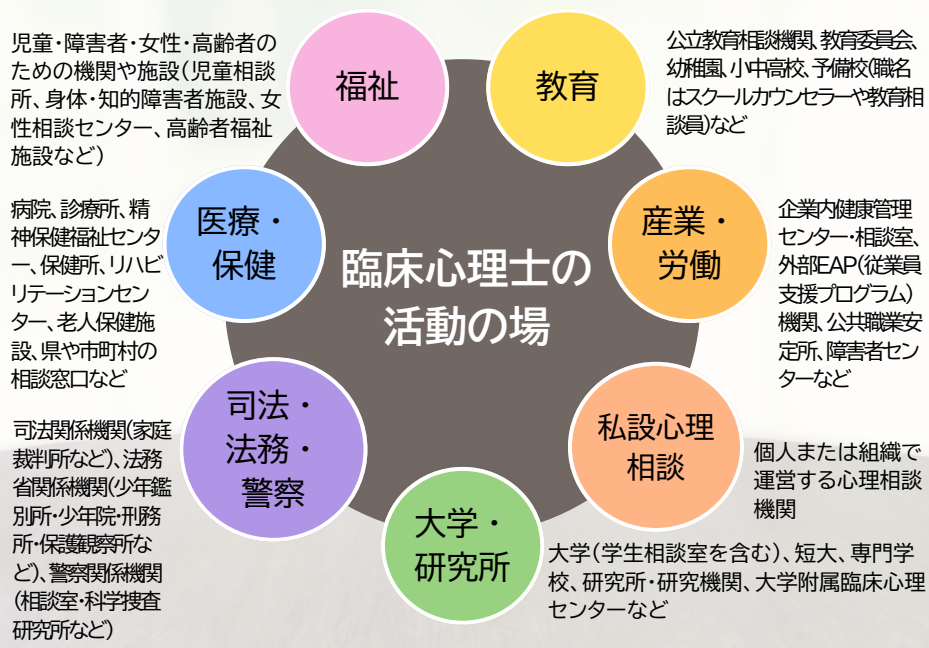 臨床心理士の
活動の場
福祉
児童・障害者・女性・高齢者の
ための機関や施設（児童相談
所、身体・知的障害者施設、女
性相談センター、高齢者福祉
施設など）
教育
公立教育相談機関、教育委員会、
幼稚園、小中高校、予備校(職名
はスクールカウンセラーや教育相
談員)など
医療・
保健
病院、診療所、精
神保健福祉センタ
ー、保健所、リハビ
リテーションセン
ター、老人保健施
設、県や市町村の
相談窓口など
産業・
労働
企業内健康管理
センター・相談室、
外部EAP（従業員
支援プログラム）
機関、公共職業安
定所、障害者セン
ターなど
司法・
法務・
警察
司法関係機関(家庭
裁判所など)、法務
省関係機関(少年鑑
別所・少年院・刑務
所・保護観察所な
ど)、警察関係機関
(相談室・科学捜査
研究所など)
私設心理
相談
個人または組織で
運営する心理相談
機関
大学・
研究所
大学（学生相談室を含む）、短大、専門学
校、研究所・研究機関、大学附属臨床心理
センターなど